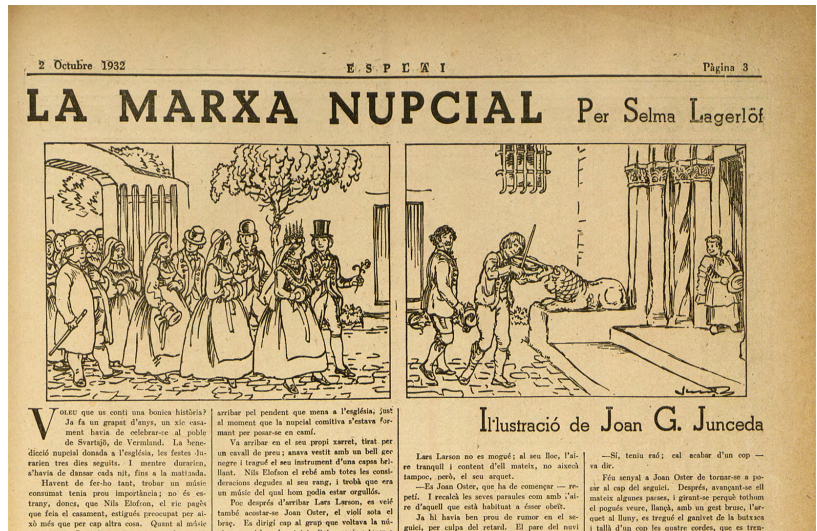 2 Octubre 1932
ESPLAI
Pàgina 3
LA MARXA NUPCIAL Per Selma Lagerlöf
Il·lustració de Joan G. Junceda
VOLEU que us conti una bonica història?
Ja fa un grapat d'anys, un xic casa-
ment havia de celebrar-se al poble
de Svartsjö, de Vermlund. La bene-
dicció nupcial donada a l'església, les festes du-
rarien tres dies seguits. I mentre durarien,
s'havia de dansar cada nit, fins a la matinada.
Havent de fer-ho tant, trobar un músic
consumat tenia prou importància; no és es-
trany, doncs, que Nils Elofson, el ric pagès
que feia el casament, estigués preocupat per ai-
xò més que per cap altra cosa. Quant al músic
arribar pel pendent que mena a l'església, just
al moment que la nupcial comitiva s'estava for-
mant per posar-se en camí.
Va arribar en el seu propi xarret, tirat per
un cavall de preu; anava vestit amb un bell ger
negre i tragué el seu instrument d'una capsa bri-
llant. Nils Elofson el rebé amb totes les consi-
deracions degudes al seu rang, i trobà que era
un músic del qual hom podia estar orgullós.
Poc després d'arribar Lars Larson, es veié
també acostar-se Joan Oster, el violí sota el
braç. Es dirigí cap al grup que voltava la nú-
Lars Larson no es mogué; al seu lloc, l'ai-
re tranquil i content d'ell mateix, no aixecà
tampoc, però, el seu arquet.
—Es Joan Oster, que ha de començar — re-
petí. I recalcà les seves paraules com amb l'ai-
re d'aquell que està habituat a ésser obeït.
Ja hi havia ben prou de rumor en el se-
guici, per culpa del retard. El pare del nuvi
—Sí, teniu raó; cal acabar d'un cop —
va dir.
Féu senyal a Joan Oster de tornar-se a po-
sar al cap del seguici. Després, avançant-se ell
mateix algunes passes, i girant-se perquè tothom
el pogués veure, llançà, amb un gest brusc, l'ar-
quet al lluny, es tregué el ganivet de la butxaca
i tallà d'un cop les quatre cordes, que es tren-